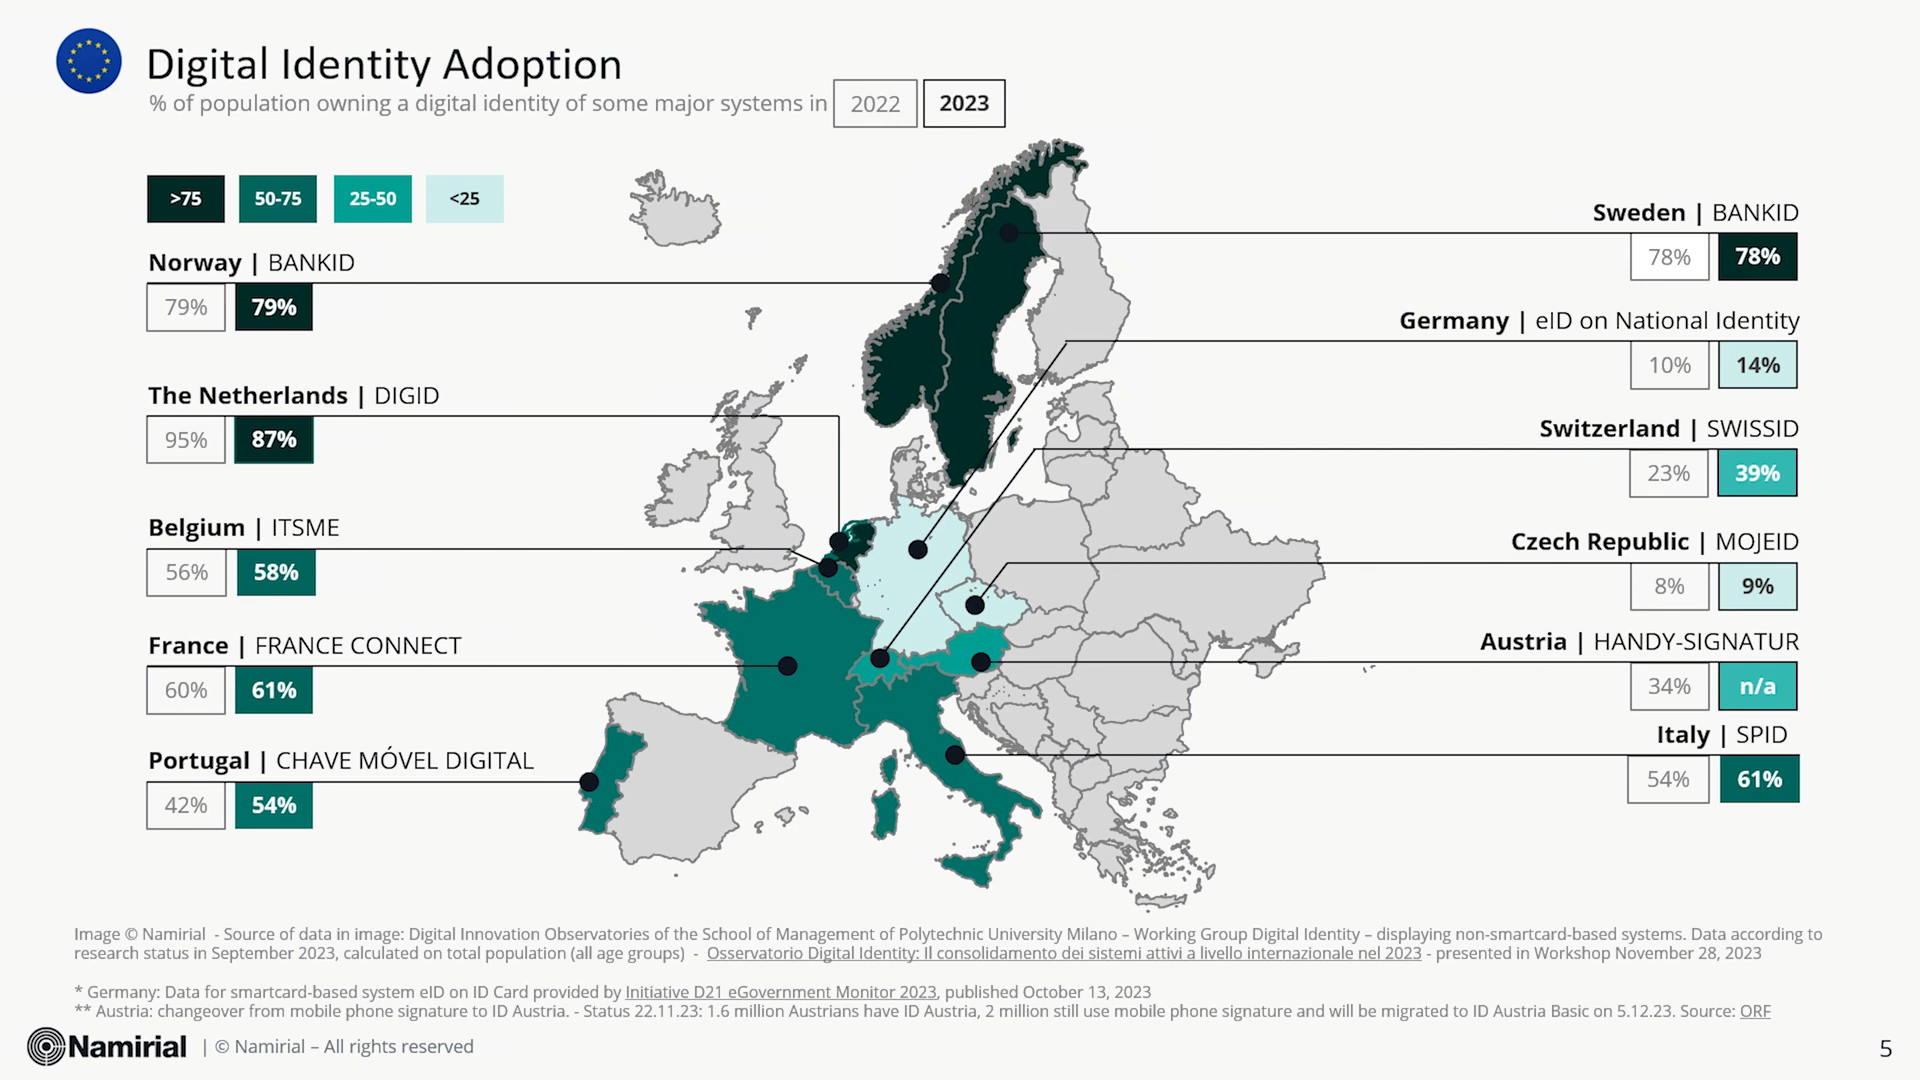 Digital Identity Adoption
% of population owning a digital identity of some major systems in 2022 2023
>75 50-75 25-50 <25
Norway | BANKID
79% 79%
The Netherlands | DIGID
95% 87%
Belgium | ITSME
56% 58%
France | FRANCE CONNECT
60% 61%
Portugal | CHAVE MÓVEL DIGITAL
42% 54%
Sweden | BANKID
78% 78%
Germany | eID on National Identity
10% 14%
Switzerland | SWISSID
23% 39%
Czech Republic | MOJEID
8% 9%
Austria | HANDY-SIGNATUR
34% n/a
Italy | SPID
54% 61%
Image © Namirial - Source of data in image: Digital Innovation Observatories of the School of Management of Polytechnic University Milano – Working Group Digital Identity – displaying non-smartcard-based systems. Data according to
research status in September 2023, calculated on total population (all age groups) - Osservatorio Digital Identity: Il consolidamento dei sistemi attivi a livello internazionale nel 2023 - presented in Workshop November 28, 2023
* Germany: Data for smartcard-based system eID on ID Card provided by Initiative D21 eGovernment Monitor 2023, published October 13, 2023
** Austria: changeover from mobile phone signature to ID Austria. - Status 22.11.23: 1.6 million Austrians have ID Austria, 2 million still use mobile phone signature and will be migrated to ID Austria Basic on 5.12.23. Source: ORF
Namirial | © Namirial – All rights reserved
5